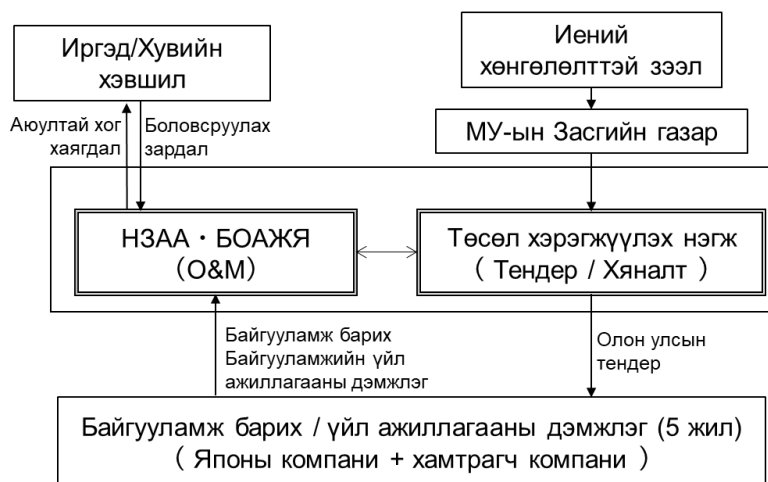 Иргэд/Хувийн
хэвшил
Иений
хөнгөлөлттэй зээл
Аюултай хог
хаягдал
Боловсруулах
зардал
МУ-ын Засгийн газар
НЗАА・БОАЖЯ
(O&M)
Төсөл хэрэгжүүлэх нэгж
( Тендер / Хяналт )
Байгууламж барих
Байгууламжийн үйл
ажиллагааны дэмжлэг
Олон улсын
тендер
Байгууламж барих / үйл ажиллагааны дэмжлэг (5 жил)
( Японы компани + хамтрагч компани )